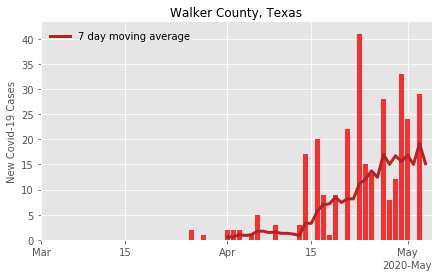 Walker County, Texas
7 day moving average
New Covid-19 Cases
40
35
30
25
20
15
10
5
0
Mar 15 Apr 15 May
2020-May